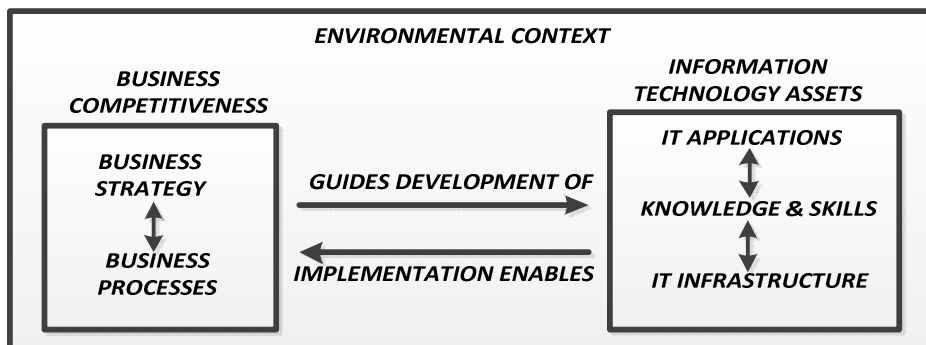 ENVIRONMENTAL CONTEXT
BUSINESS
COMPETITIVENESS
BUSINESS
STRATEGY
BUSINESS
PROCESSES
GUIDES DEVELOPMENT OF
IMPLEMENTATION ENABLES
INFORMATION
TECHNOLOGY ASSETS
IT APPLICATIONS
KNOWLEDGE & SKILLS
IT INFRASTRUCTURE